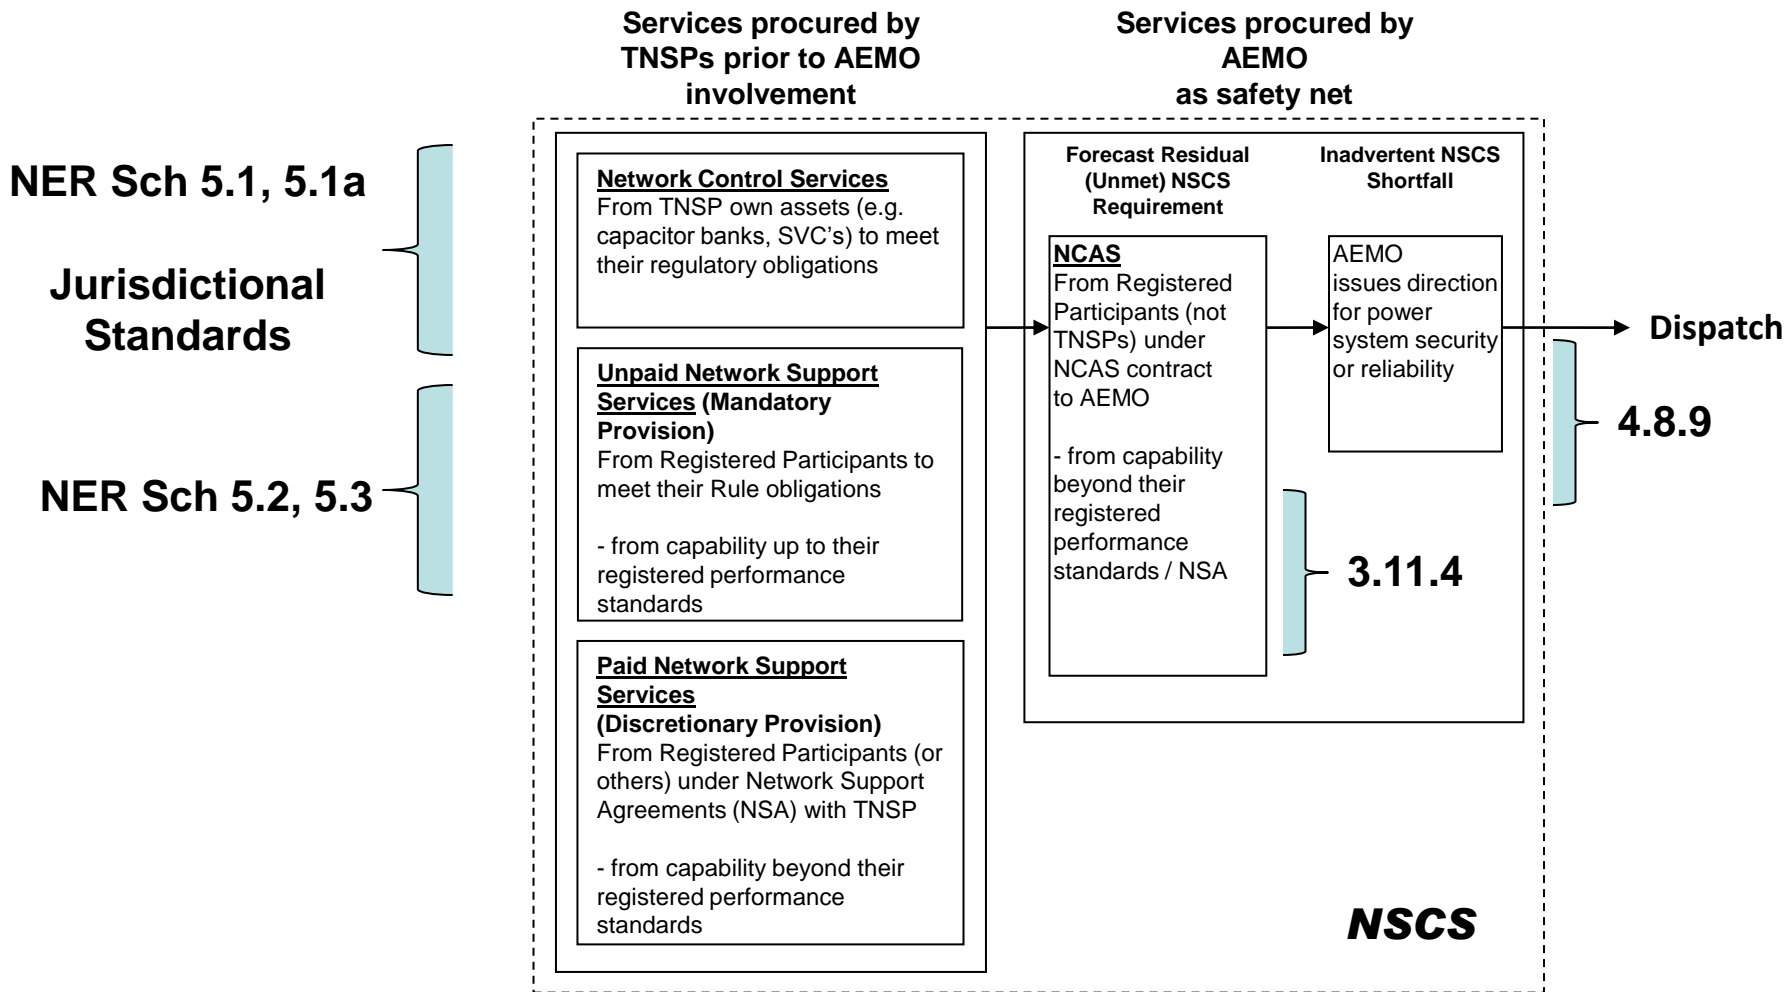 Services procured by
TNSPs prior to AEMO
involvement
Services procured by
AEMO
as safety net
NER Sch 5.1, 5.1a
Jurisdictional
Standards
NER Sch 5.2, 5.3
Network Control Services
From TNSP own assets (e.g.
capacitor banks, SVC's) to meet
their regulatory obligations
Unpaid Network Support
Services (Mandatory
Provision)
From Registered Participants to
meet their Rule obligations
- from capability up to their
registered performance
standards
Paid Network Support
Services
(Discretionary Provision)
From Registered Participants (or
others) under Network Support
Agreements (NSA) with TNSP
- from capability beyond their
registered performance
standards
Forecast Residual
(Unmet) NSCS
Requirement
NCAS
From Registered
Participants (not
TNSPs) under
NCAS contract
to AEMO
- from capability
beyond their
registered
performance
standards / NSA
Inadvertent NSCS
Shortfall
AEMO
issues direction
for power
system security
or reliability
Dispatch
4.8.9
3.11.4
NSCS